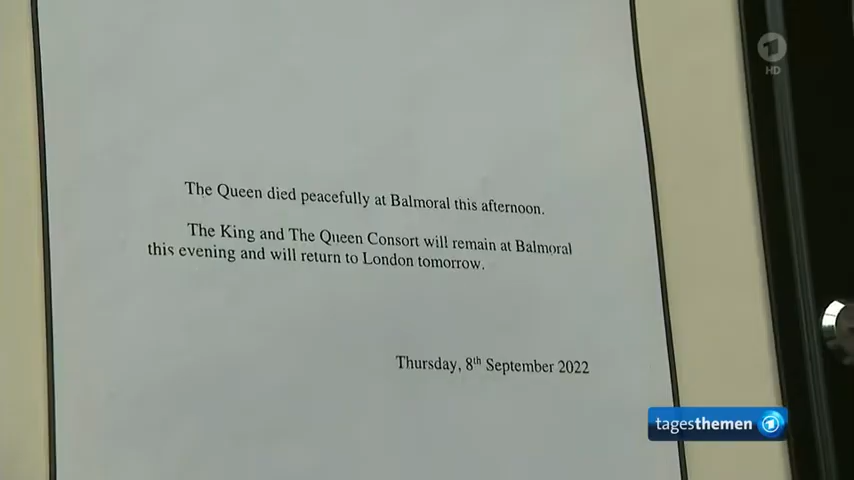 1
HD
The Queen died peacefully at Balmoral this afternoon.
The King and The Queen Consort will remain at Balmoral
this evening and will return to London tomorrow.
Thursday, 8th September 2022
tagesthemen 1